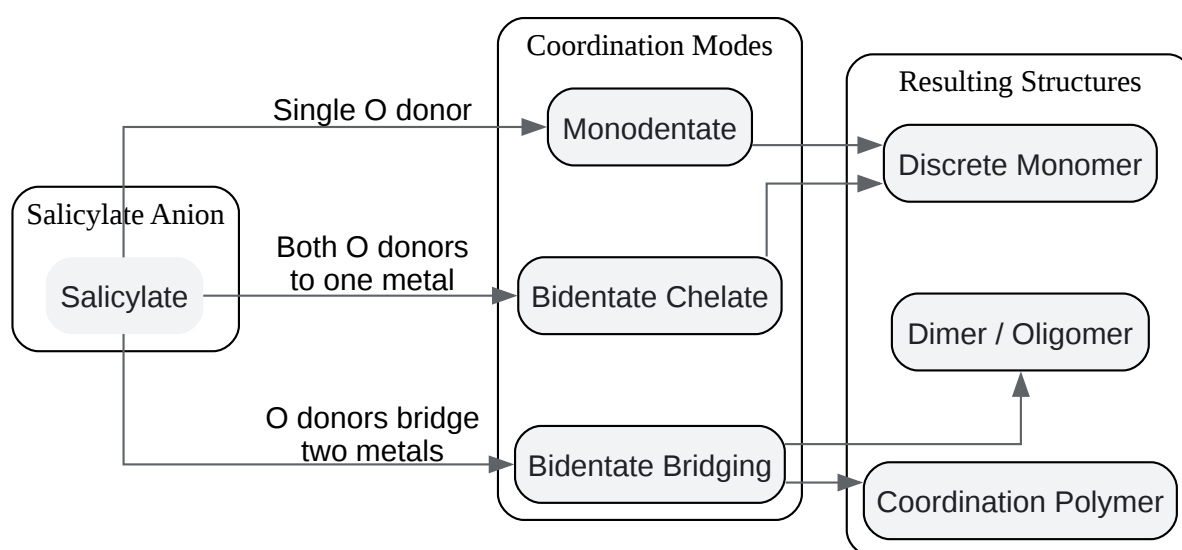 Coordination Modes
Resulting Structures
Single O donor
Monodentate
Discrete Monomer
Salicylate Anion
Salicylate
Both O donors
to one metal
Bidentate Chelate
Dimer / Oligomer
O donors bridge
two metals
Bidentate Bridging
Coordination Polymer